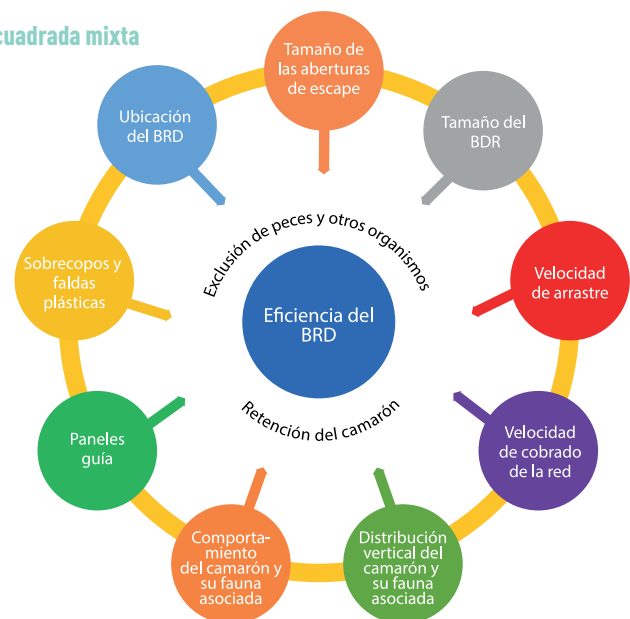 cuadrada mixta
Tamaño de
las aberturas
de escape
Tamaño del
BDR
Velocidad
de arrastre
Velocidad
de cobrado
de la red
Distribución
vertical del
camarón y
su fauna
asociada
Comporta-
miento
del camarón y
su fauna
asociada
Paneles
guía
Sobrecopos y
faldas
plásticas
Ubicación
del BRD
Exclusión de peces y otros organismos
Eficiencia del
BRD
Retención del camarón